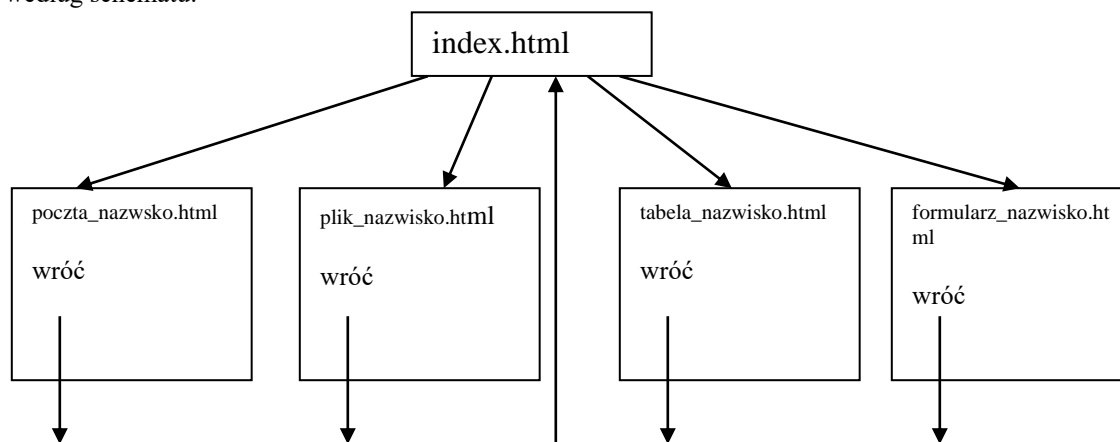 według schematu:
index.html
poczta_nazwsko.html
wróć
plik_nazwisko.html
wróć
tabela_nazwisko.html
wróć
formularz_nazwisko.ht
ml
wróć